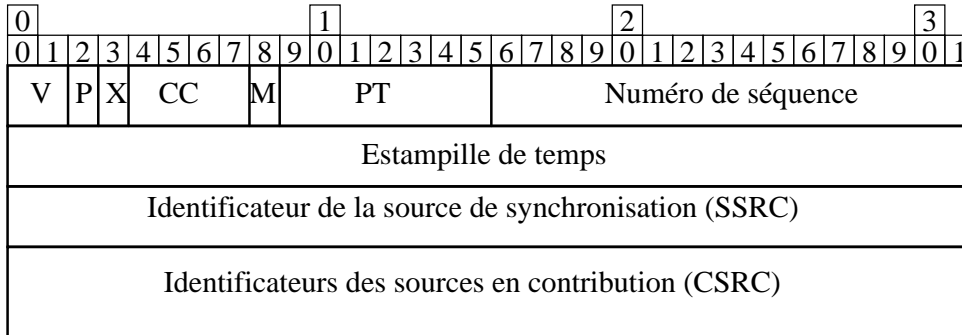 0 1 2 3
0 1 2 3 4 5 6 7 8 9 0 1 2 3 4 5 6 7 8 9 0 1 2 3 4 5 6 7 8 9 0 1
V P X CC M PT Numéro de séquence
Estampille de temps
Identificateur de la source de synchronisation (SSRC)
Identificateurs des sources en contribution (CSRC)